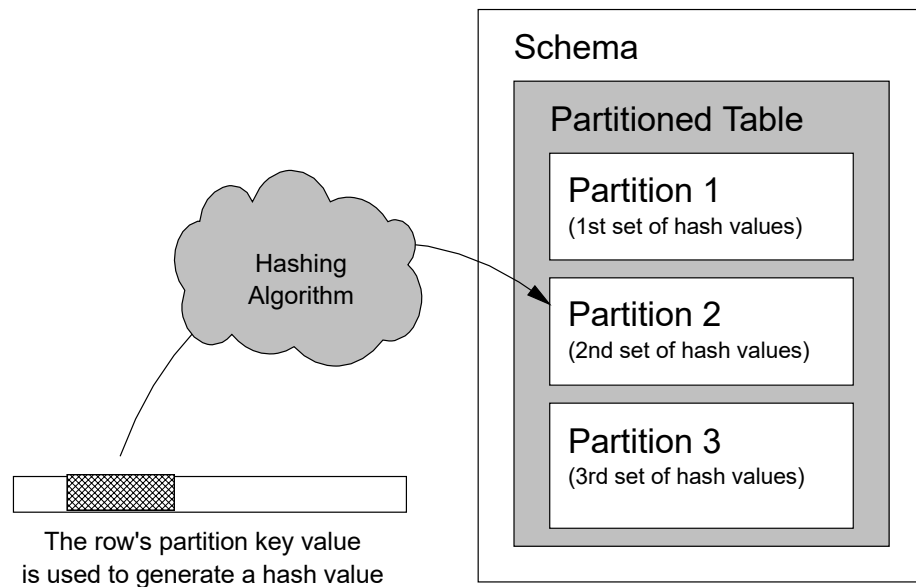 Schema
Partitioned Table
Partition 1
(1st set of hash values)
Hashing
Algorithm
Partition 2
(2nd set of hash values)
Partition 3
(3rd set of hash values)
The row's partition key value
is used to generate a hash value